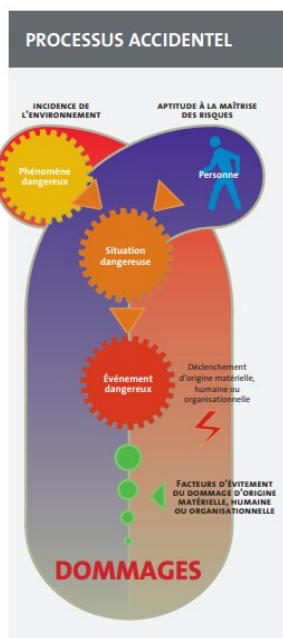 PROCESSUS ACCIDENTEL
INCIDENCE DE
L'ENVIRONNEMENT
APTITUDE À LA MAÎTRISE
DES RISQUES
Phénomène
dangereux
Personne
Situation
dangereuse
Événement
dangereux
Déclenchement
d'origine matérielle,
humaine ou
organisationnelle
FACTEURS D'ÉVITEMENT
DU DOMMAGE D'ORIGINE
MATÉRIELLE, HUMAINE
OU ORGANISATIONNELLE
DOMMAGES